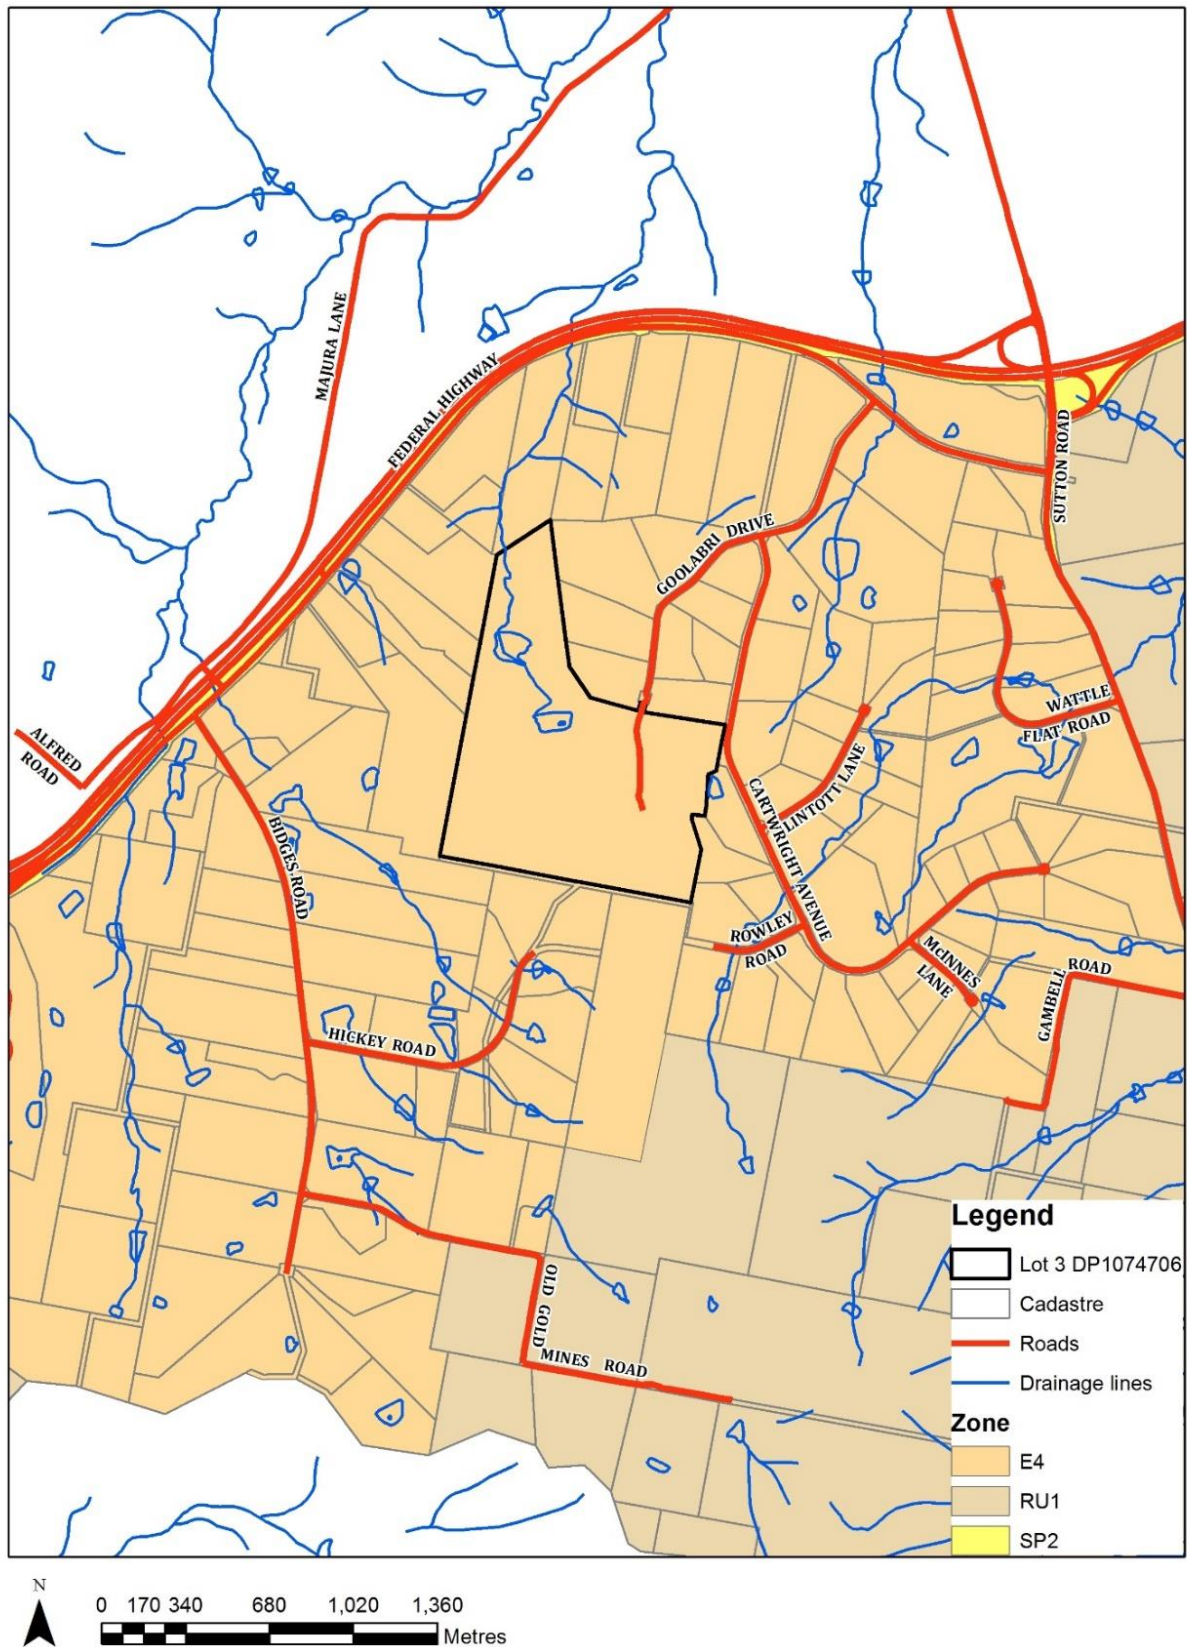 MAJURA LANE
FEDERAL HIGHWAY
SUTTON ROAD
GOOLABRI DRIVE
WATTLE
FLAT ROAD
ALFRED
ROAD
LINTOTT LANE
CARTWRIGHT AVENUE
BIDGES ROAD
ROWLEY
ROAD
McINNES
LANE
GAMBELL ROAD
HICKEY ROAD
OLD GOLD
MINES ROAD
Legend
Lot 3 DP1074706
Cadastre
Roads
Drainage lines
Zone
E4
RU1
SP2
N
0 170 340 680 1,020 1,360
Metres